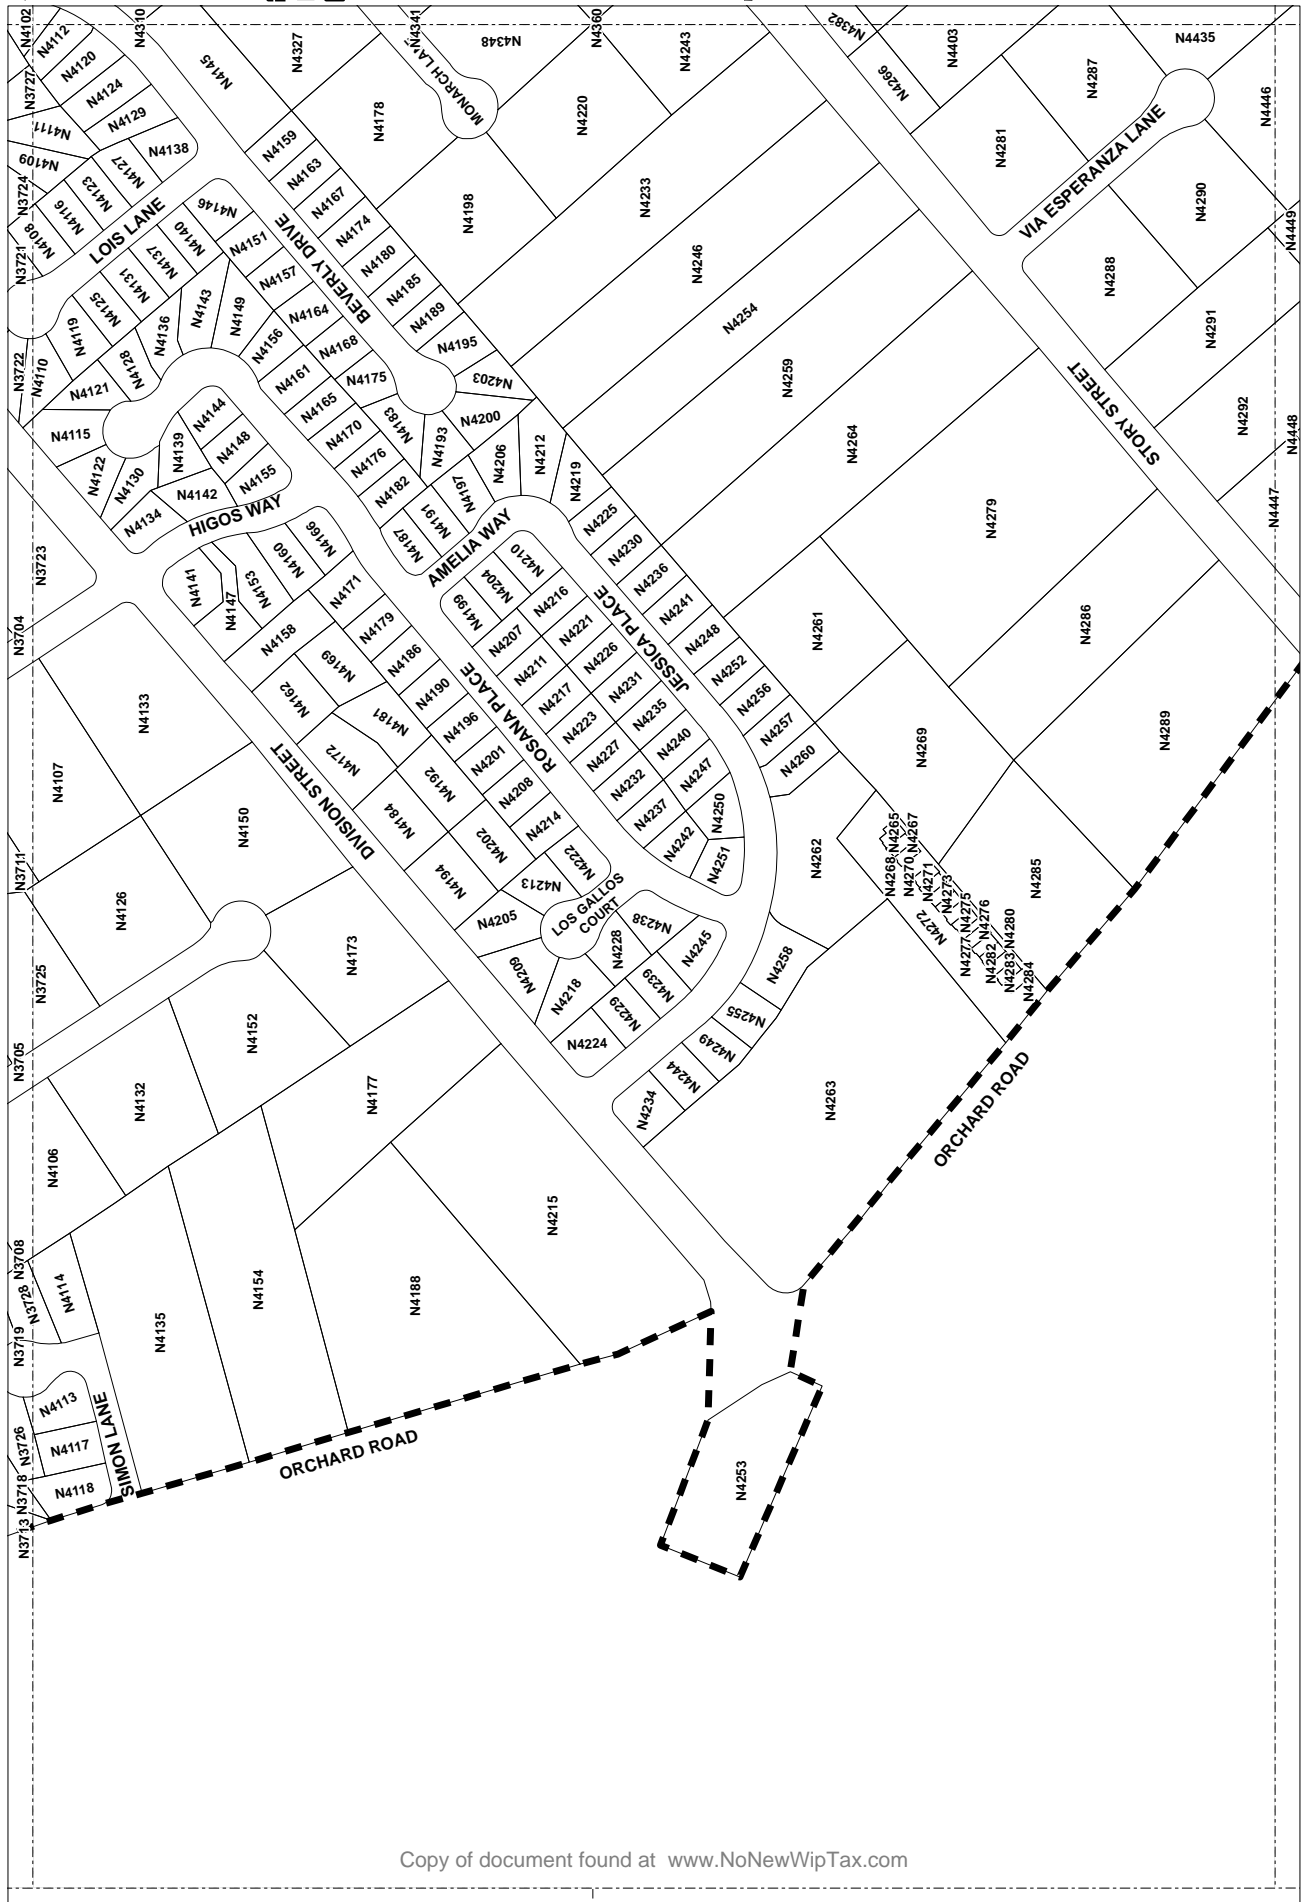 N4102
N4112
N4310
N4327
N4341
N4348
N4360
N4243
N4382
N4403
N4435
N4120
N4145
N4266
N4287
N3727
N4124
MONARCH LA
N4446
N4111
N4129
N4178
N4220
N4109
N4127
N4138
N4159
N4281
N4163
VIA ESPERANZA LANE
N3724
N4123
N4167
N4198
N4233
N4290
N4116
N4146
N4174
N4449
N4108
LOIS LANE
N4140
N4151
BEVERLY DRIVE
N4180
N4246
N4288
N3721
N4137
N4157
N4185
N4131
N4143
N4149
N4164
N4189
N4254
N4291
N4125
N4119
N4136
N4156
N4168
N4195
N3722
N4110
N4128
N4161
N4175
N4203
N4259
STORY STREET
N4121
N4165
N4144
N4183
N4200
N4292
N4115
N4139
N4148
N4170
N4193
N4206
N4212
N4264
N4448
N4122
N4130
N4155
N4176
N4197
N4219
N4142
N4182
N4134
HIGOS WAY
N4191
N4225
N4279
N4447
N4166
N4187
AMELIA WAY
N4230
N3723
N4160
N4210
N4141
N4153
N4204
N4236
N4147
N4171
N4199
N4216
JESSICA PLACE
N4241
N3704
N4158
N4179
N4207
N4221
N4248
N4261
N4286
N4169
N4186
N4211
N4226
N4252
N4162
N4190
N4217
N4231
N4256
N4133
N4181
N4196
ROSANA PLACE
N4223
N4235
N4257
N4107
N4172
N4201
N4227
N4240
N4260
N4269
N4289
DIVISION STREET
N4192
N4208
N4232
N4247
N4150
N4184
N4214
N4237
N4250
N4202
N4222
N4242
N4251
N4262
N4265
N4267
N3711
N4194
N4213
N4268
N4270
N4271
N4273
N4285
N4126
N4205
LOS GALLOS
COURT
N4238
N4272
N4275
N4276
N4280
N4173
N4228
N4245
N4277
N4282
N4283
N4284
N3725
N4209
N4218
N4239
N4258
N4229
N4255
N3705
N4152
N4224
N4249
N4244
N4132
N4177
N4234
N4263
ORCHARD ROAD
N4106
N4215
N3708
N4114
N3728
N4154
N4188
N3719
N4135
N4113
SIMON LANE
N3726
N4117
ORCHARD ROAD
N3718
N4118
N4253
N3713
Copy of document found at www.NoNewWipTax.com